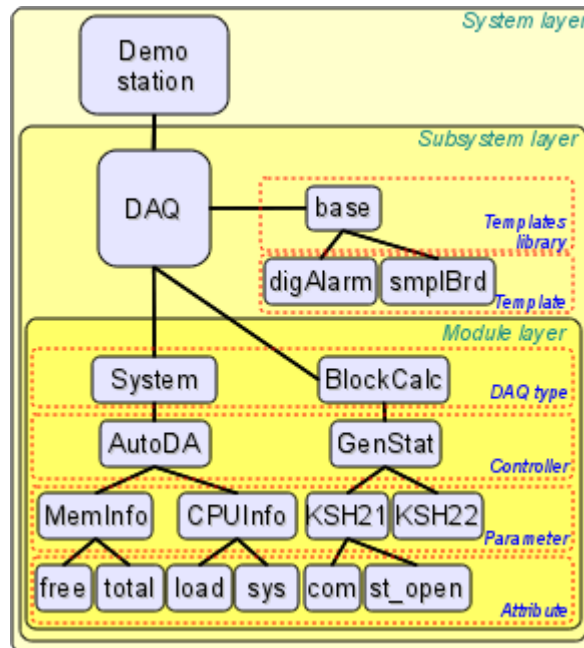 System layer
Demo
station
Subsystem layer
DAQ
base
Templates
library
digAlarm
smplBrd
Template
Module layer
System
BlockCalc
DAQ type
AutoDA
GenStat
Controller
MemInfo
CPUInfo
KSH21
KSH22
Parameter
free
total
load
sys
com
st_open
Attribute